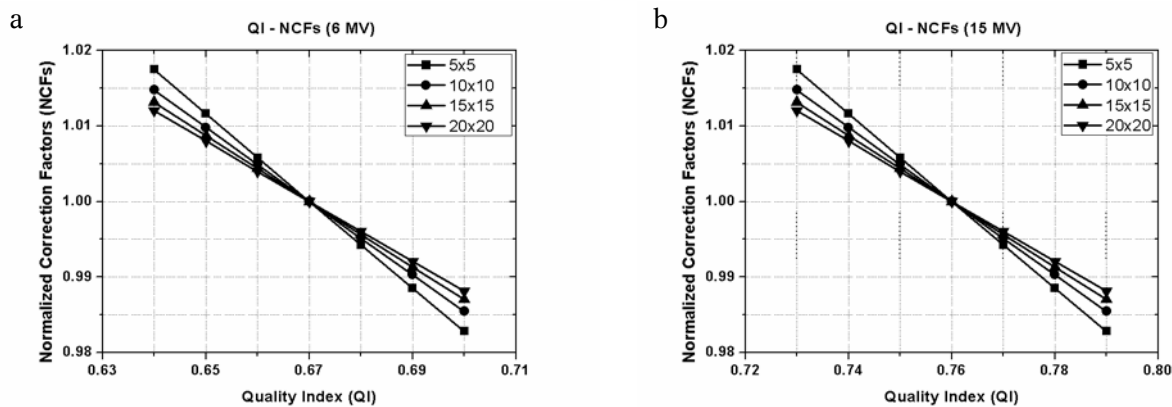 a
QI - NCFs (6 MV)
Normalized Correction Factors (NCFs)
1.02
1.01
1.00
0.99
0.98
5x5
10x10
15x15
20x20
0.63
0.65
0.67
0.69
0.71
Quality Index (QI)
b
QI - NCFs (15 MV)
Normalized Correction Factors (NCFs)
1.02
1.01
1.00
0.99
0.98
5x5
10x10
15x15
20x20
0.72
0.74
0.76
0.78
0.80
Quality Index (QI)